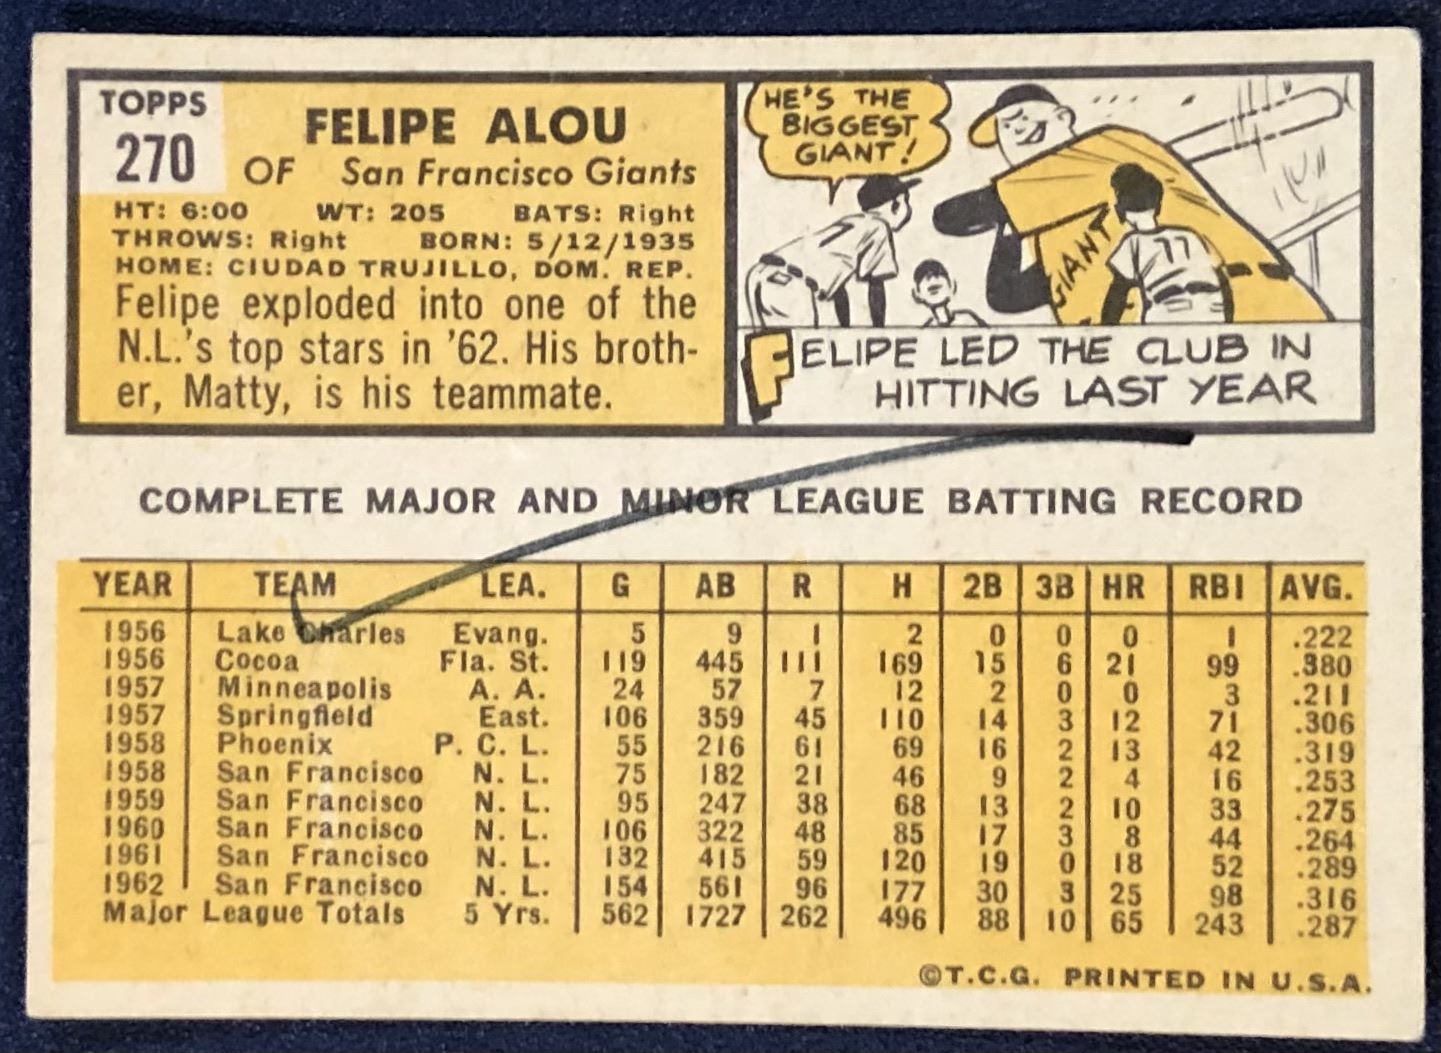 TOPPS
270
FELIPE ALOU
OF San Francisco Giants
HT: 6:00 WT: 205 BATS: Right
THROWS: Right BORN: 5/12/1935
HOME: CIUDAD TRUJILLO, DOM. REP.
Felipe exploded into one of the
N.L.'s top stars in '62. His broth-
er, Matty, is his teammate.
HE'S THE
BIGGEST
GIANT!
7
GIANT
77
FELIPE LED THE CLUB IN
HITTING LAST YEAR
COMPLETE MAJOR AND MINOR LEAGUE BATTING RECORD
YEAR TEAM LEA. G AB R H 2B 3B HR RBI AVG.
1956 Lake Charles Evang. 5 9 1 2 0 0 0 1 .222
1956 Cocoa Fla. St. 119 445 111 169 15 6 21 99 .380
1957 Minneapolis A. A. 24 57 7 12 2 0 0 3 .211
1957 Springfield East. 106 359 45 110 14 3 12 71 .306
1958 Phoenix P. C. L. 55 216 61 69 16 2 13 42 .319
1958 San Francisco N. L. 75 182 21 46 9 2 4 16 .253
1959 San Francisco N. L. 95 247 38 68 13 2 10 33 .275
1960 San Francisco N. L. 106 322 48 85 17 3 8 44 .264
1961 San Francisco N. L. 132 415 59 120 19 0 18 52 .289
1962 San Francisco N. L. 154 561 96 177 30 3 25 98 .316
Major League Totals 5 Yrs. 562 1727 262 496 88 10 65 243 .287
©T.C.G. PRINTED IN U.S.A.